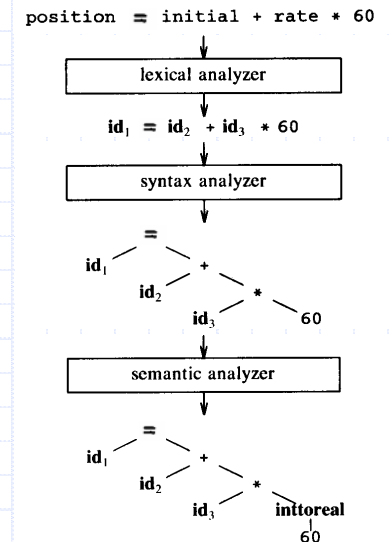 position = initial + rate * 60
lexical analyzer
id₁ = id₂ + id₃ * 60
syntax analyzer
=
id₁ +
id₂ *
id₃ 60
semantic analyzer
=
id₁ +
id₂ *
id₃ inttoreal
60